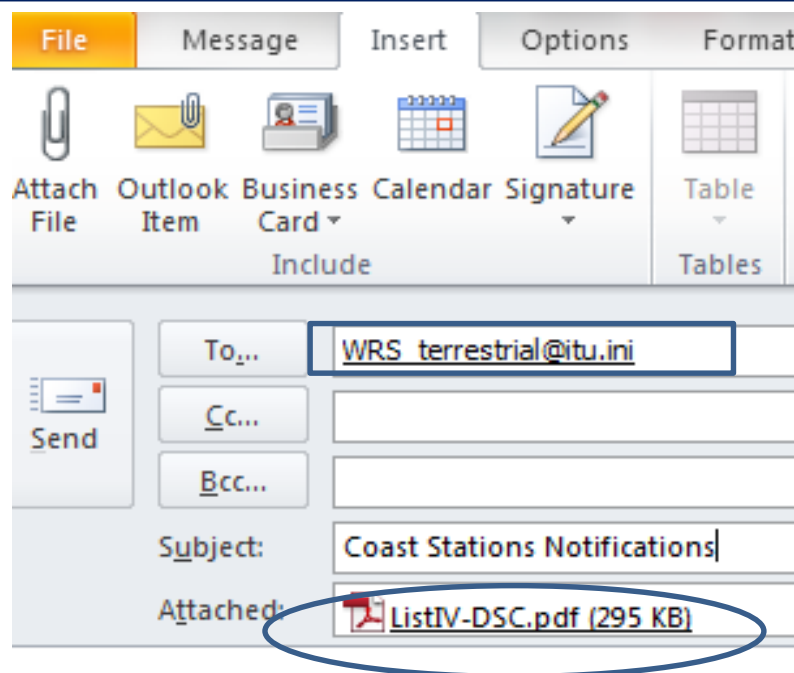 File Message Insert Options Format
Attach File
Outlook Item
Business Card
Calendar
Signature
Table
Include Tables
To... WRS_terrestrial@itu.ini
Send
Cc...
Bcc...
Subject: Coast Stations Notifications
Attached: ListIV-DSC.pdf (295 KB)